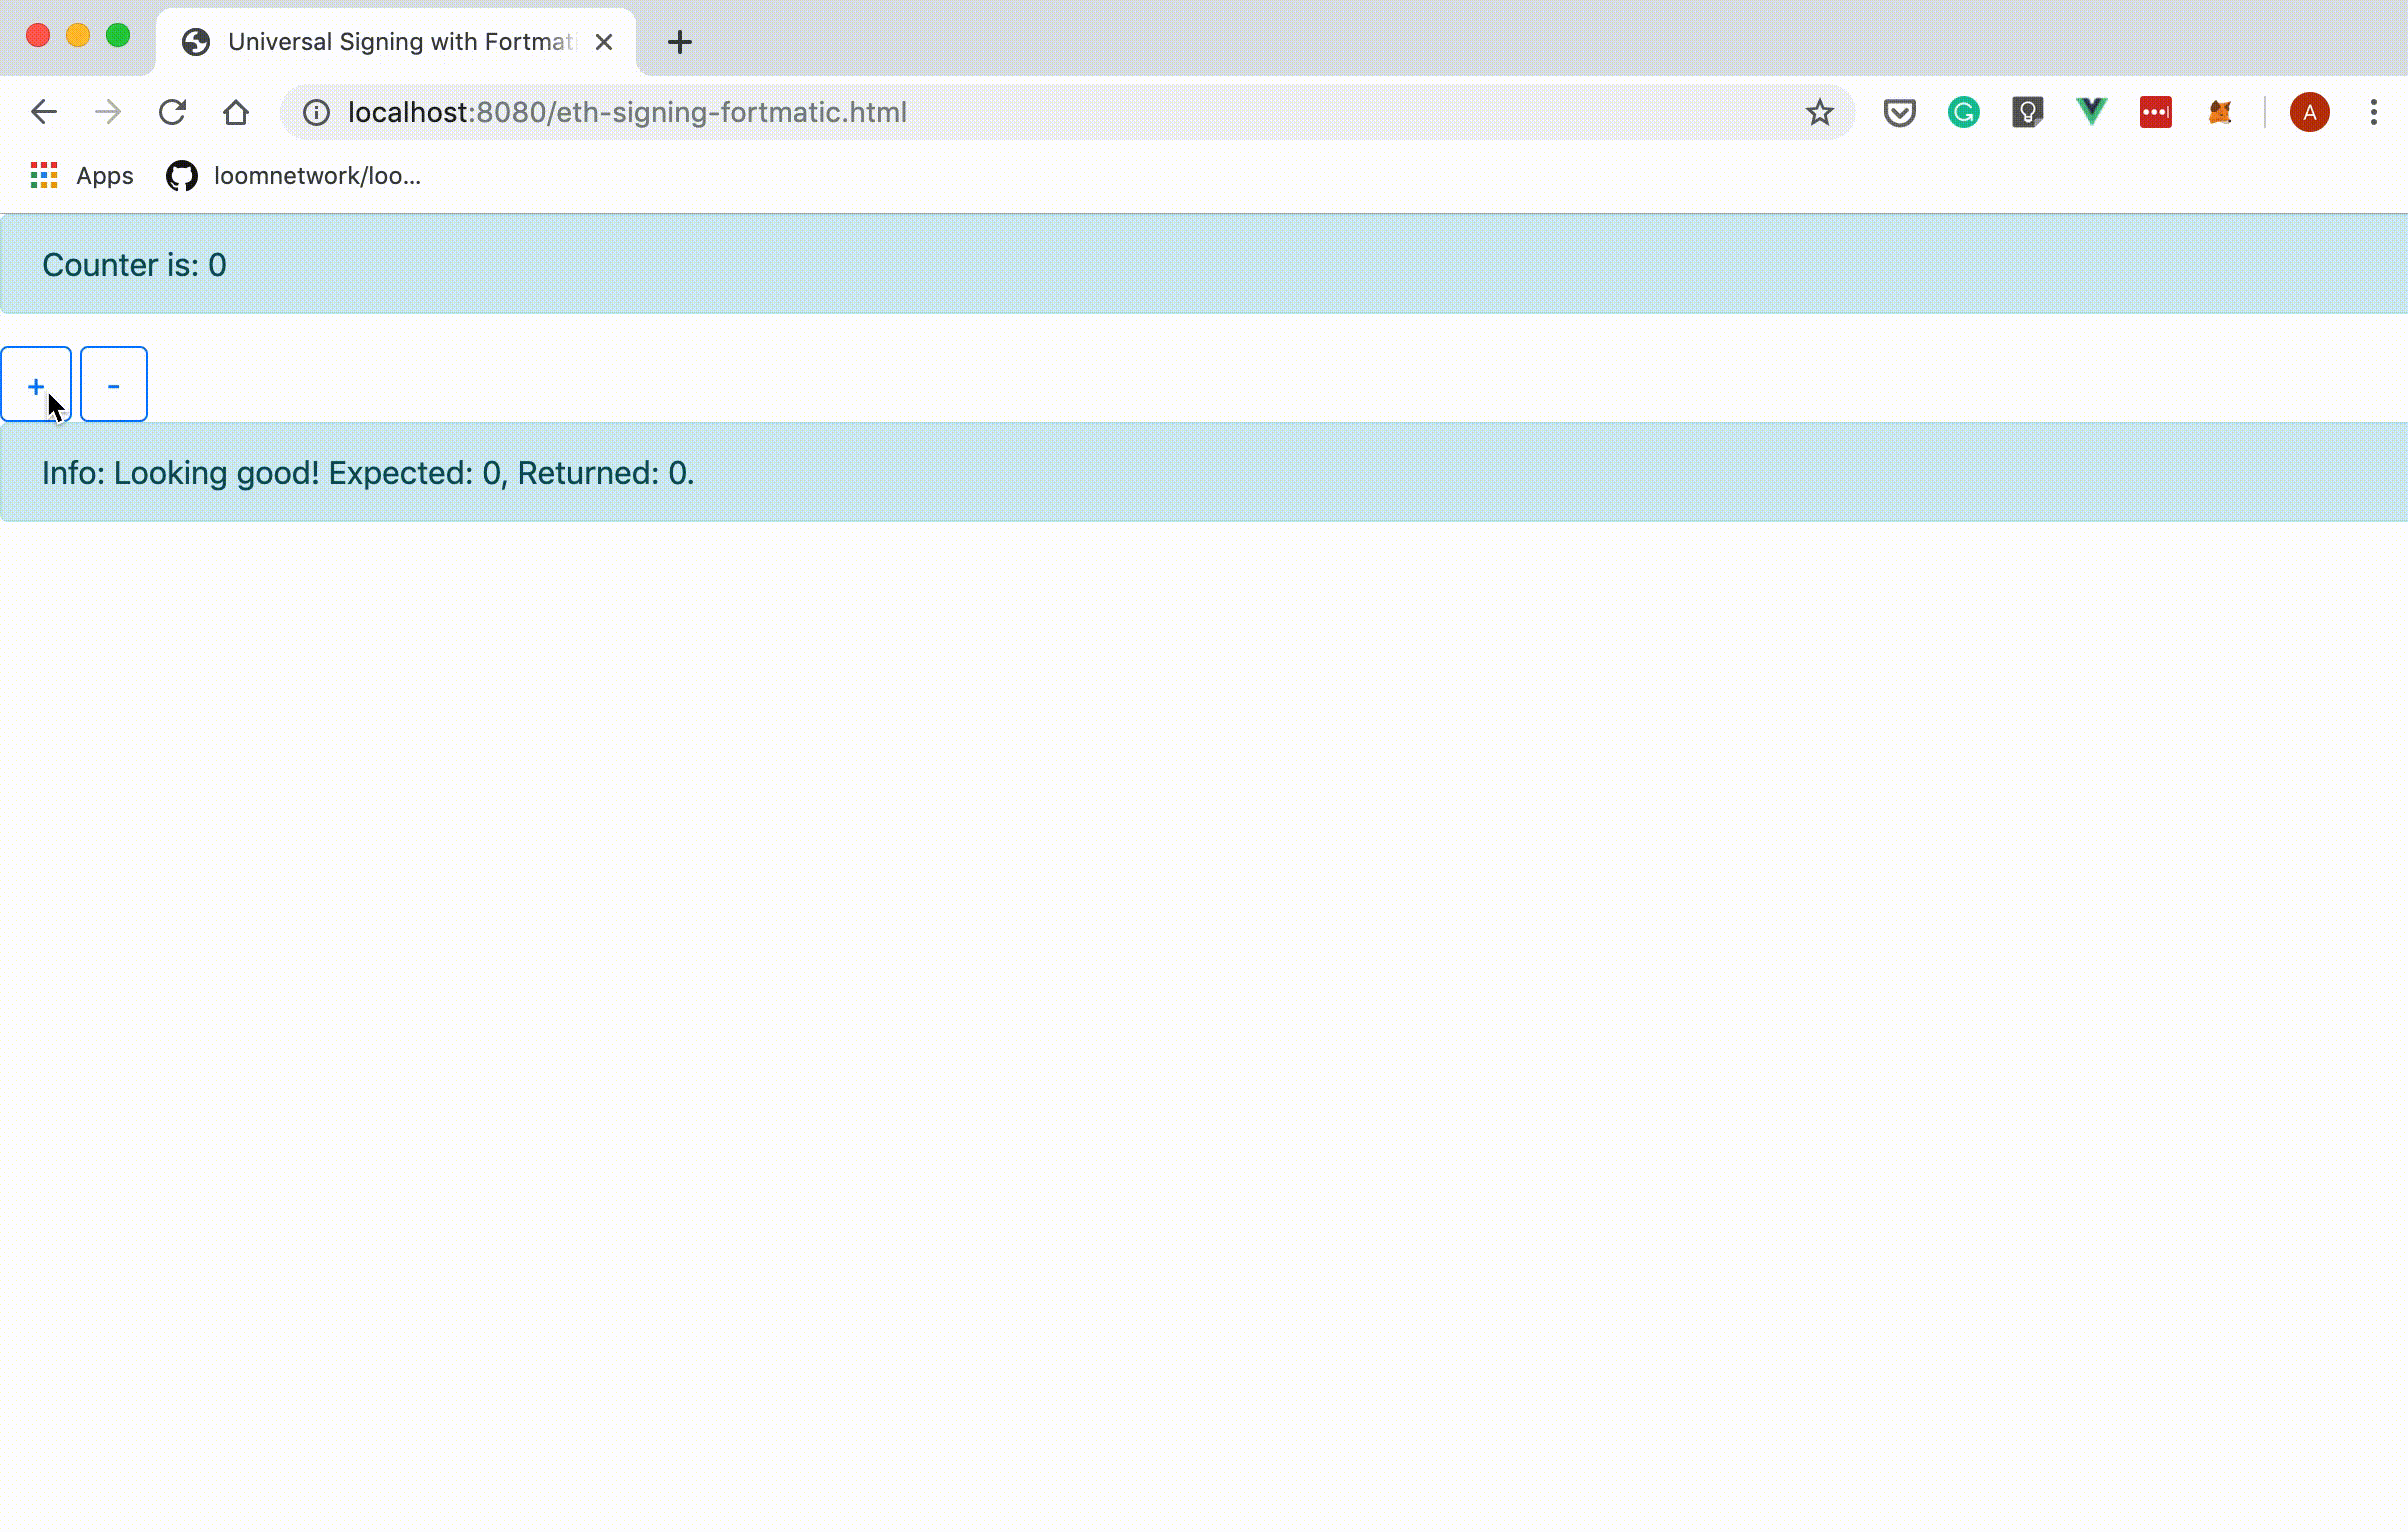 Universal Signing with Fortmati
localhost:8080/eth-signing-fortmatic.html
A
Apps
loomnetwork/loo...
Counter is: 0
+ -
Info: Looking good! Expected: 0, Returned: 0.